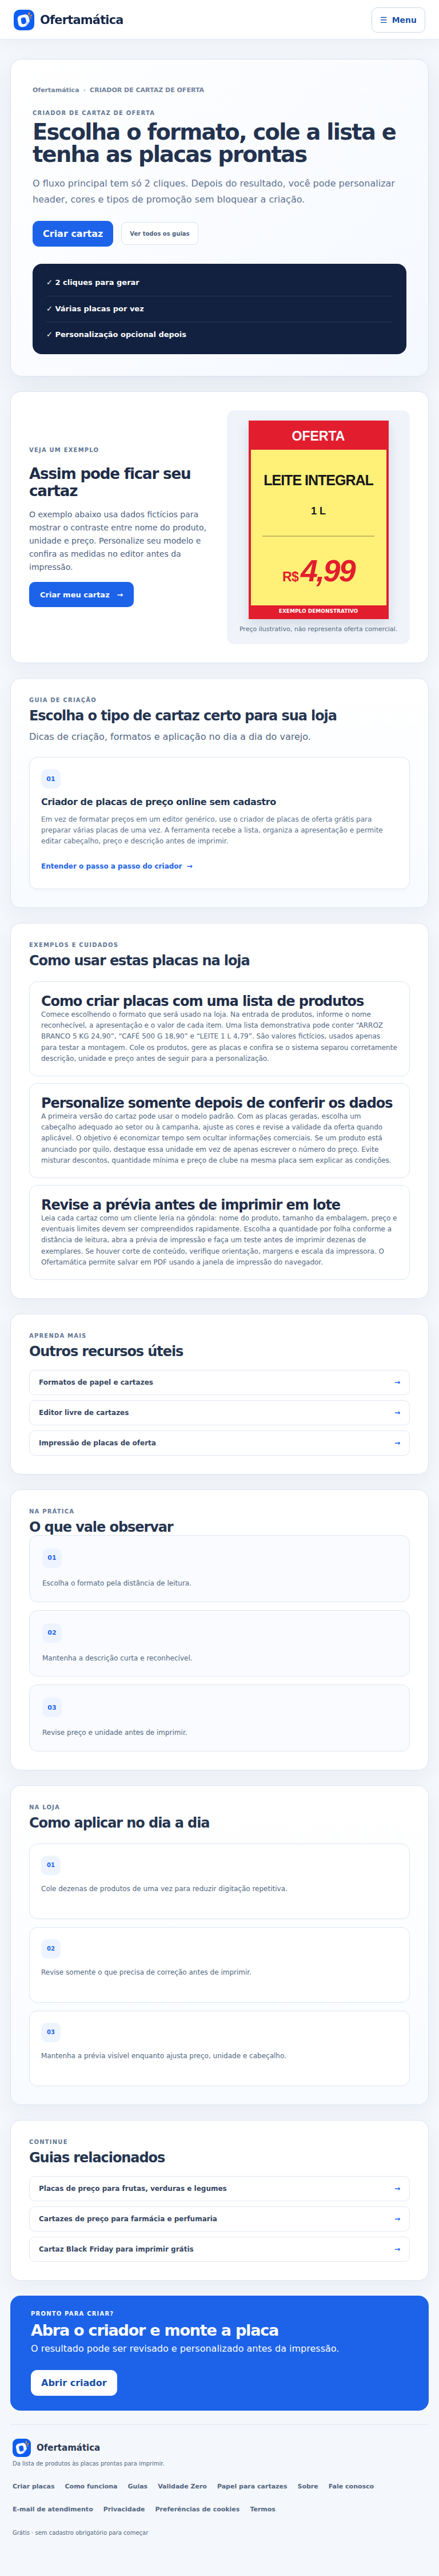 Ofertamática
☰ Menu
Ofertamática › CRIADOR DE CARTAZ DE OFERTA
CRIADOR DE CARTAZ DE OFERTA
Escolha o formato, cole a lista e
tenha as placas prontas
O fluxo principal tem só 2 cliques. Depois do resultado, você pode personalizar
header, cores e tipos de promoção sem bloquear a criação.
Criar cartaz
Ver todos os guias
✓ 2 cliques para gerar
✓ Várias placas por vez
✓ Personalização opcional depois
VEJA UM EXEMPLO
Assim pode ficar seu
cartaz
O exemplo abaixo usa dados fictícios para
mostrar o contraste entre nome do produto,
unidade e preço. Personalize seu modelo e
confira as medidas no editor antes da
impressão.
Criar meu cartaz →
OFERTA
LEITE INTEGRAL
1 L
R$ 4,99
EXEMPLO DEMONSTRATIVO
Preço ilustrativo, não representa oferta comercial.
GUIA DE CRIAÇÃO
Escolha o tipo de cartaz certo para sua loja
Dicas de criação, formatos e aplicação no dia a dia do varejo.
01
Criador de placas de preço online sem cadastro
Em vez de formatar preços em um editor genérico, use o criador de placas de oferta grátis para
preparar várias placas de uma vez. A ferramenta recebe a lista, organiza a apresentação e permite
editar cabeçalho, preço e descrição antes de imprimir.
Entender o passo a passo do criador →
EXEMPLOS E CUIDADOS
Como usar estas placas na loja
Como criar placas com uma lista de produtos
Comece escolhendo o formato que será usado na loja. Na entrada de produtos, informe o nome
reconhecível, a apresentação e o valor de cada item. Uma lista demonstrativa pode conter “ARROZ
BRANCO 5 KG 24,90”, “CAFÉ 500 G 18,90” e “LEITE 1 L 4,79”. São valores fictícios, usados apenas
para testar a montagem. Cole os produtos, gere as placas e confira se o sistema separou corretamente
descrição, unidade e preço antes de seguir para a personalização.
Personalize somente depois de conferir os dados
A primeira versão do cartaz pode usar o modelo padrão. Com as placas geradas, escolha um
cabeçalho adequado ao setor ou à campanha, ajuste as cores e revise a validade da oferta quando
aplicável. O objetivo é economizar tempo sem ocultar informações comerciais. Se um produto está
anunciado por quilo, destaque essa unidade em vez de apenas escrever o número do preço. Evite
misturar descontos, quantidade mínima e preço de clube na mesma placa sem explicar as condições.
Revise a prévia antes de imprimir em lote
Leia cada cartaz como um cliente leria na gôndola: nome do produto, tamanho da embalagem, preço e
eventuais limites devem ser compreendidos rapidamente. Escolha a quantidade por folha conforme a
distância de leitura, abra a prévia de impressão e faça um teste antes de imprimir dezenas de
exemplares. Se houver corte de conteúdo, verifique orientação, margens e escala da impressora. O
Ofertamática permite salvar em PDF usando a janela de impressão do navegador.
APRENDA MAIS
Outros recursos úteis
Formatos de papel e cartazes →
Editor livre de cartazes →
Impressão de placas de oferta →
NA PRÁTICA
O que vale observar
01
Escolha o formato pela distância de leitura.
02
Mantenha a descrição curta e reconhecível.
03
Revise preço e unidade antes de imprimir.
NA LOJA
Como aplicar no dia a dia
01
Cole dezenas de produtos de uma vez para reduzir digitação repetitiva.
02
Revise somente o que precisa de correção antes de imprimir.
03
Mantenha a prévia visível enquanto ajusta preço, unidade e cabeçalho.
CONTINUE
Guias relacionados
Placas de preço para frutas, verduras e legumes →
Cartazes de preço para farmácia e perfumaria →
Cartaz Black Friday para imprimir grátis →
PRONTO PARA CRIAR?
Abra o criador e monte a placa
O resultado pode ser revisado e personalizado antes da impressão.
Abrir criador
Ofertamática
Da lista de produtos às placas prontas para imprimir.
Criar placas Como funciona Guias Validade Zero Papel para cartazes Sobre Fale conosco
E-mail de atendimento Privacidade Preferências de cookies Termos
Grátis · sem cadastro obrigatório para começar